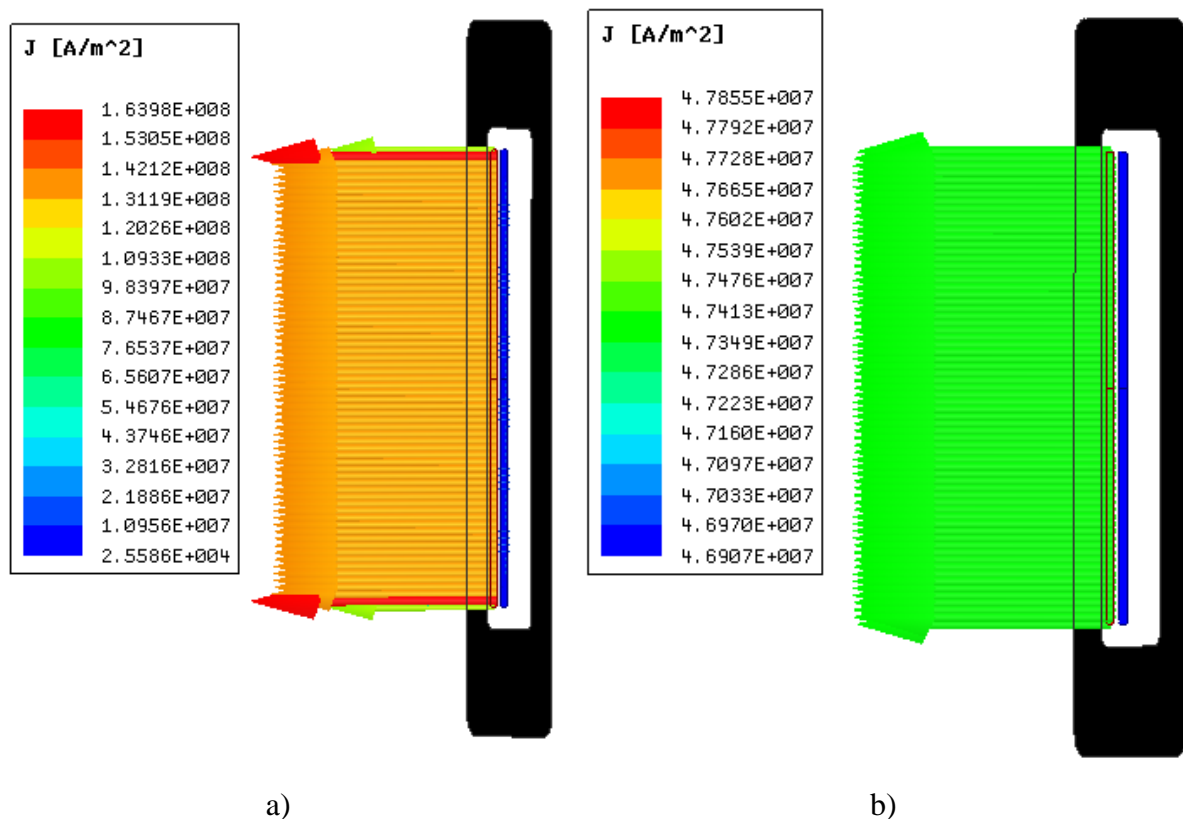 J [A/m^2]
1.6398E+008
1.5305E+008
1.4212E+008
1.3119E+008
1.2026E+008
1.0933E+008
9.8397E+007
8.7467E+007
7.6537E+007
6.5607E+007
5.4676E+007
4.3746E+007
3.2816E+007
2.1886E+007
1.0956E+007
2.5586E+004
J [A/m^2]
4.7855E+007
4.7792E+007
4.7728E+007
4.7665E+007
4.7602E+007
4.7539E+007
4.7476E+007
4.7413E+007
4.7349E+007
4.7286E+007
4.7223E+007
4.7160E+007
4.7097E+007
4.7033E+007
4.6970E+007
4.6907E+007
a)
b)